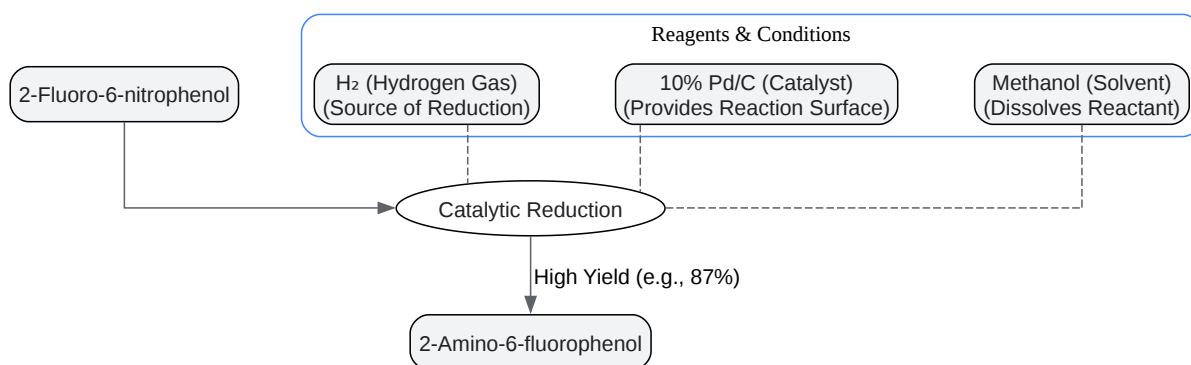 Reagents & Conditions
2-Fluoro-6-nitrophenol
H₂ (Hydrogen Gas)
(Source of Reduction)
10% Pd/C (Catalyst)
(Provides Reaction Surface)
Methanol (Solvent)
(Dissolves Reactant)
Catalytic Reduction
High Yield (e.g., 87%)
2-Amino-6-fluorophenol